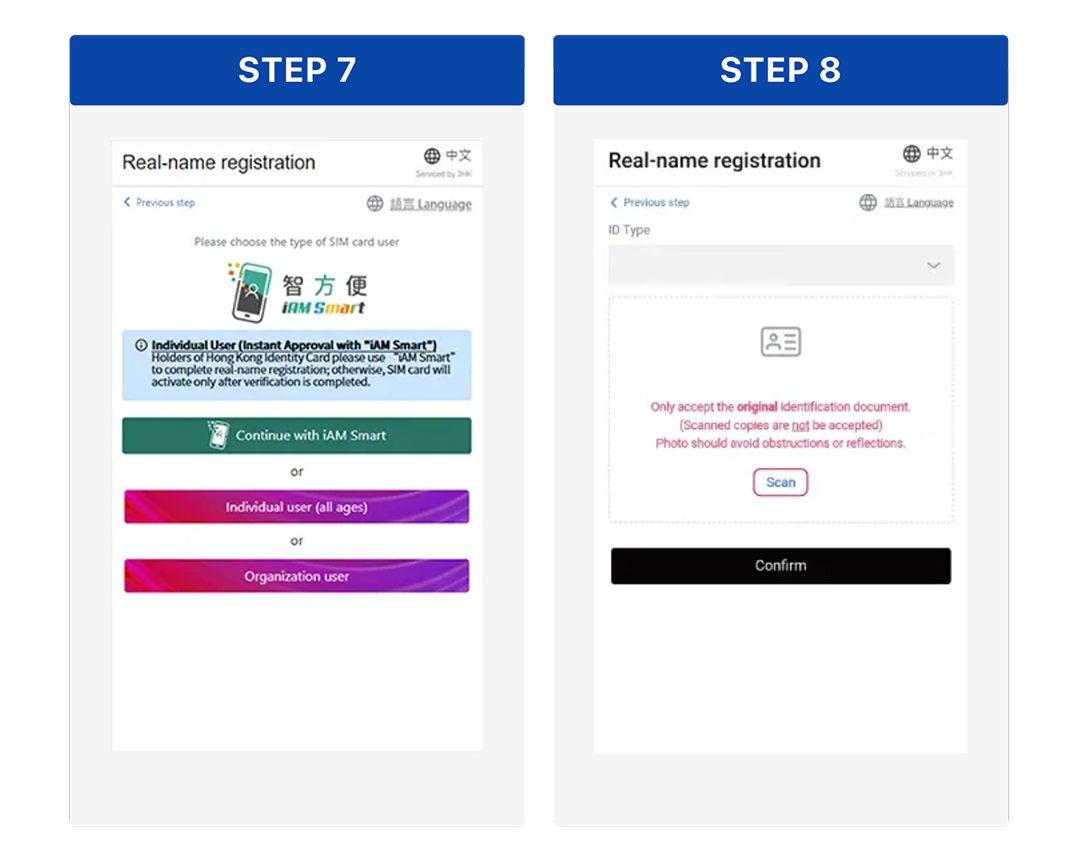 STEP 7
Real-name registration
中文
Serviced by 3HK
Previous step
語言 Language
Please choose the type of SIM card user
智方便
iAM Smart
Individual User (Instant Approval with "iAM Smart")
Holders of Hong Kong Identity Card please use "iAM Smart"
to complete real-name registration; otherwise, SIM card will
activate only after verification is completed.
Continue with iAM Smart
or
Individual user (all ages)
or
Organization user
STEP 8
Real-name registration
中文
Serviced by 3HK
Previous step
語言 Language
ID Type
Only accept the original identification document.
(Scanned copies are not be accepted)
Photo should avoid obstructions or reflections.
Scan
Confirm